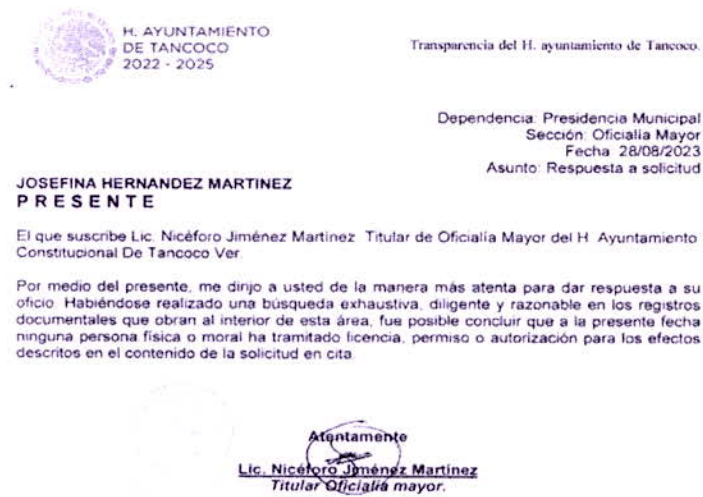 H. AYUNTAMIENTO
DE TANCOCO
2022 - 2025
Transparencia del H. ayuntamiento de Tancoco.
Dependencia: Presidencia Municipal
Sección: Oficialía Mayor
Fecha 28/08/2023
Asunto: Respuesta a solicitud
JOSEFINA HERNANDEZ MARTINEZ
P R E S E N T E
El que suscribe Lic. Nicéforo Jiménez Martínez Titular de Oficialía Mayor del H Ayuntamiento
Constitucional De Tancoco Ver.
Por medio del presente, me dirijo a usted de la manera más atenta para dar respuesta a su
oficio. Habiéndose realizado una búsqueda exhaustiva, diligente y razonable en los registros
documentales que obran al interior de esta área, fue posible concluir que a la presente fecha
ninguna persona física o moral ha tramitado licencia, permiso o autorización para los efectos
descritos en el contenido de la solicitud en cita.
Atentamente
Lic. Nicéforo Jiménez Martínez
Titular Oficialía mayor.